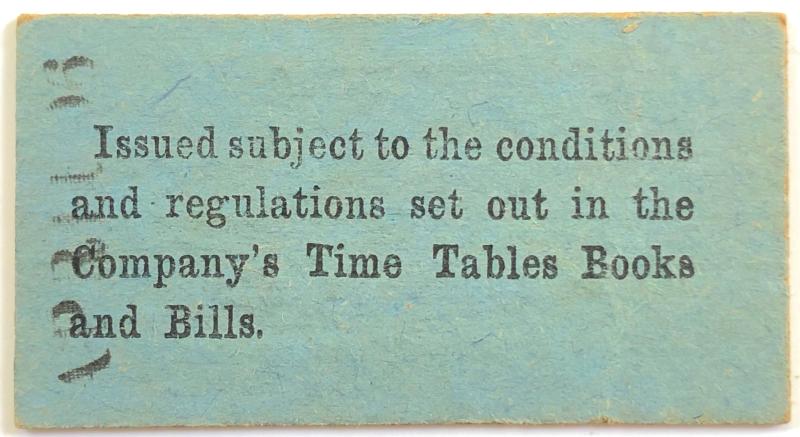 Issued subject to the conditions
and regulations set out in the
Company's Time Tables Books
and Bills.